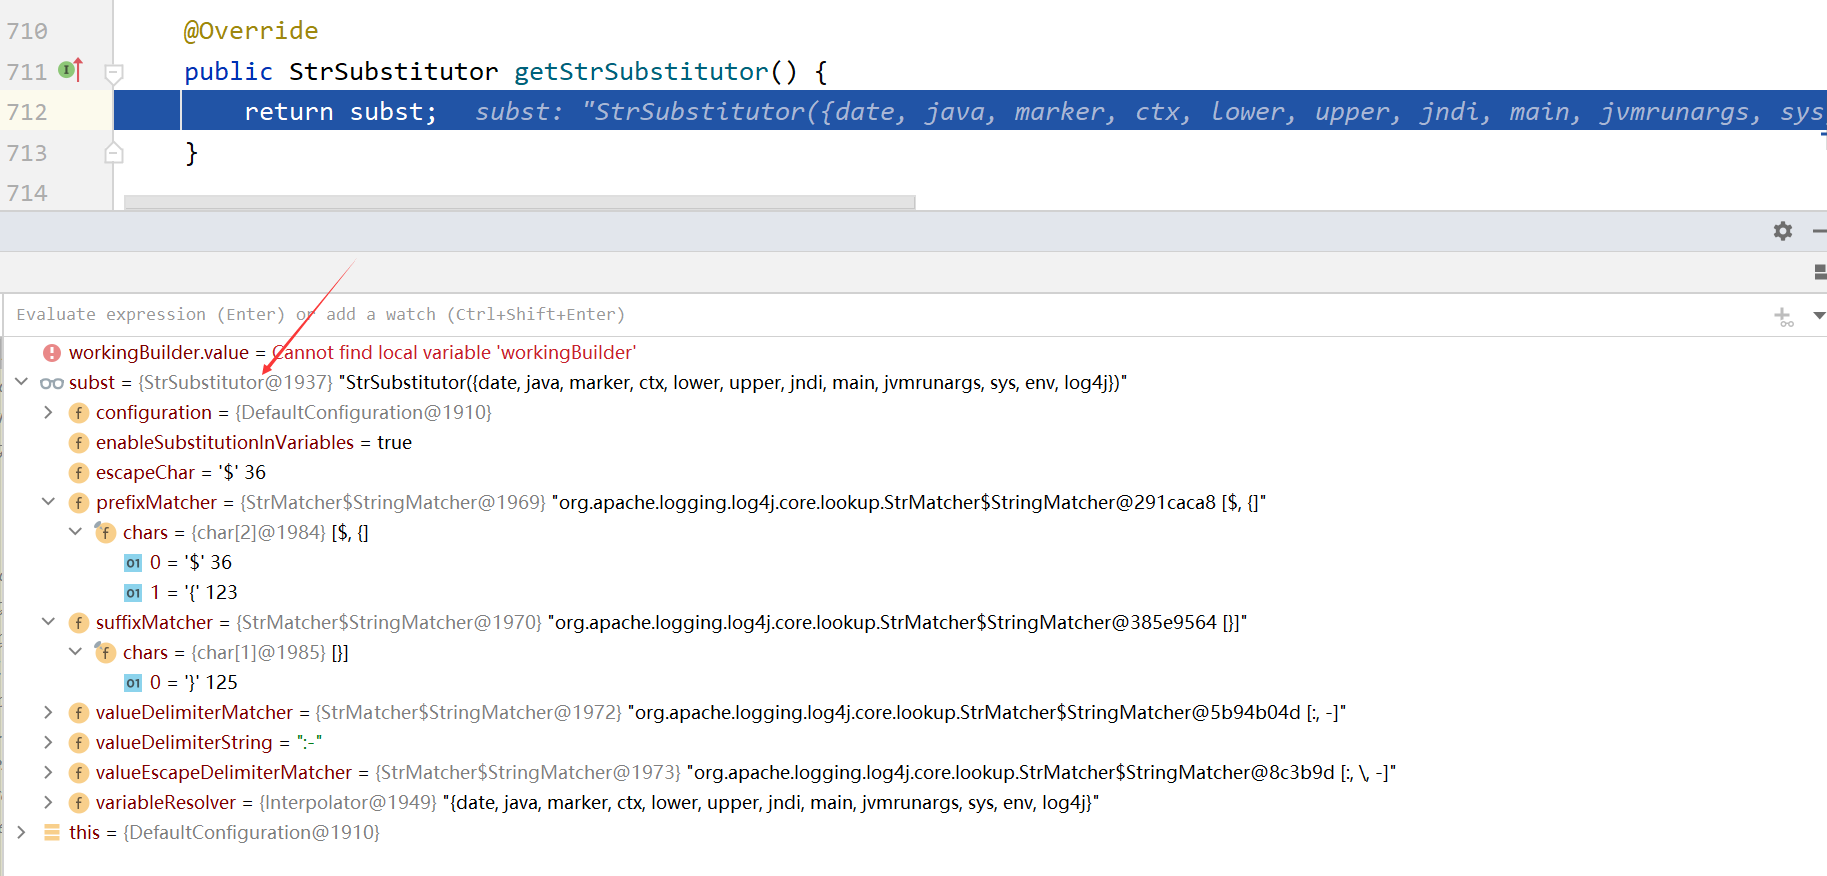 710 @Override
711 public StrSubstitutor getStrSubstitutor() {
712 return subst; subst: "StrSubstitutor({date, java, marker, ctx, lower, upper, jndi, main, jvmrunargs, sys,
713 }
714
Evaluate expression (Enter) or add a watch (Ctrl+Shift+Enter)
workingBuilder.value = Cannot find local variable 'workingBuilder'
subst = {StrSubstitutor@1937} "StrSubstitutor({date, java, marker, ctx, lower, upper, jndi, main, jvmrunargs, sys, env, log4j})"
configuration = {DefaultConfiguration@1910}
enableSubstitutionInVariables = true
escapeChar = '$' 36
prefixMatcher = {StrMatcher$StringMatcher@1969} "org.apache.logging.log4j.core.lookup.StrMatcher$StringMatcher@291caca8 [$, {]"
chars = {char[2]@1984} [$, {]
0 = '$' 36
1 = '{' 123
suffixMatcher = {StrMatcher$StringMatcher@1970} "org.apache.logging.log4j.core.lookup.StrMatcher$StringMatcher@385e9564 [}]"
chars = {char[1]@1985} [}]
0 = '}' 125
valueDelimiterMatcher = {StrMatcher$StringMatcher@1972} "org.apache.logging.log4j.core.lookup.StrMatcher$StringMatcher@5b94b04d [:, -]"
valueDelimiterString = ":-"
valueEscapeDelimiterMatcher = {StrMatcher$StringMatcher@1973} "org.apache.logging.log4j.core.lookup.StrMatcher$StringMatcher@8c3b9d [:, \, -]"
variableResolver = {Interpolator@1949} "{date, java, marker, ctx, lower, upper, jndi, main, jvmrunargs, sys, env, log4j}"
this = {DefaultConfiguration@1910}